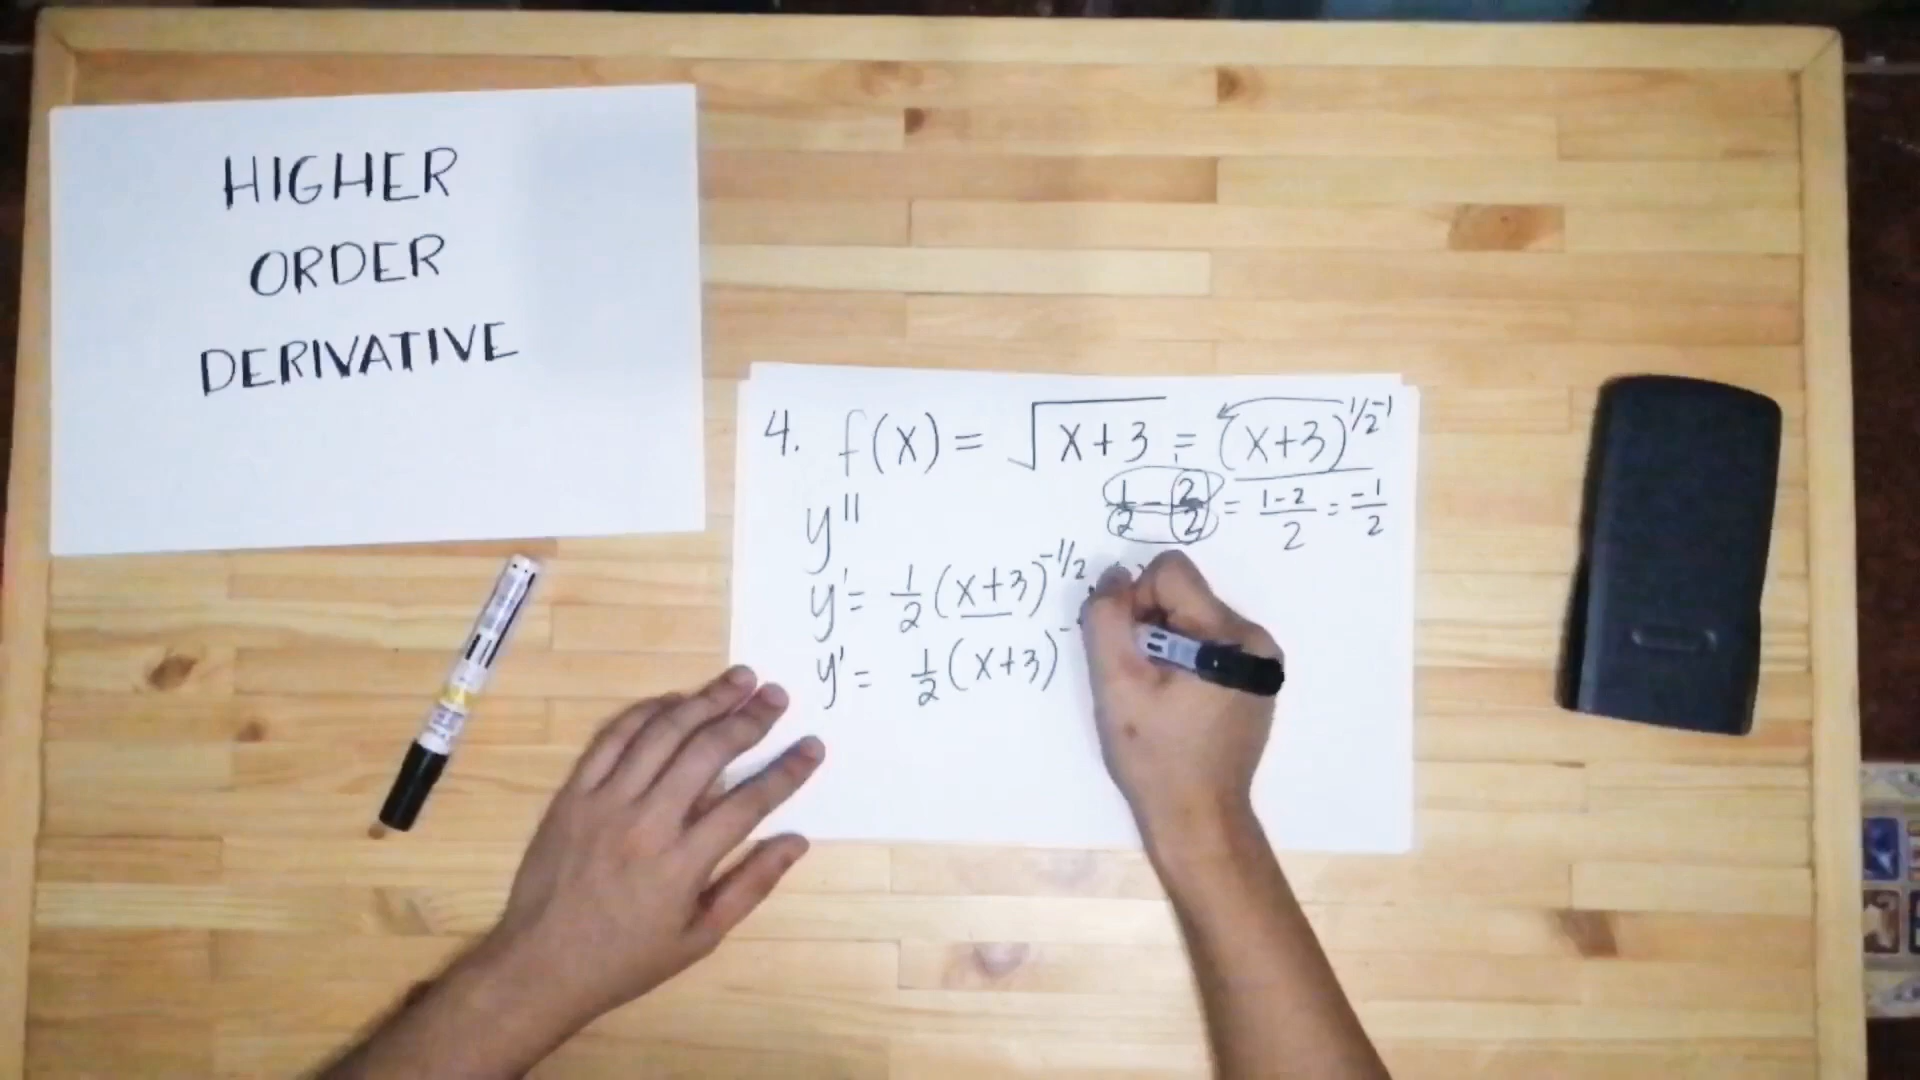 HIGHER
ORDER
DERIVATIVE
4. f(x) = √x+3 = (x+3)^1/2-1
1/2 - 2/2 = 1-2/2 = -1/2
y''
y' = 1/2 (x+3)^-1/2
y' = 1/2 (x+3)^-